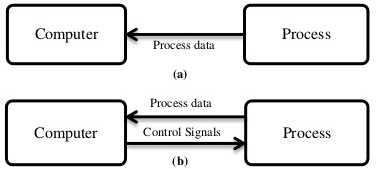 Computer Process
Process data
(a)
Process data
Computer Process
Control Signals
(b)